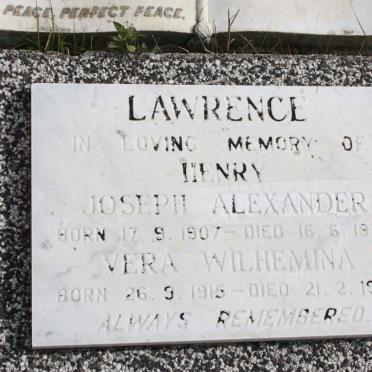 PEACE, PERFECT PEACE.
LAWRENCE
IN LOVING MEMORY OF
HENRY
JOSEPH ALEXANDER
BORN 17. 9. 1907 – DIED 16. 6. 19
VERA WILHEMINA
BORN 26. 9. 1915 – DIED 21. 2. 19
ALWAYS REMEMBERED.